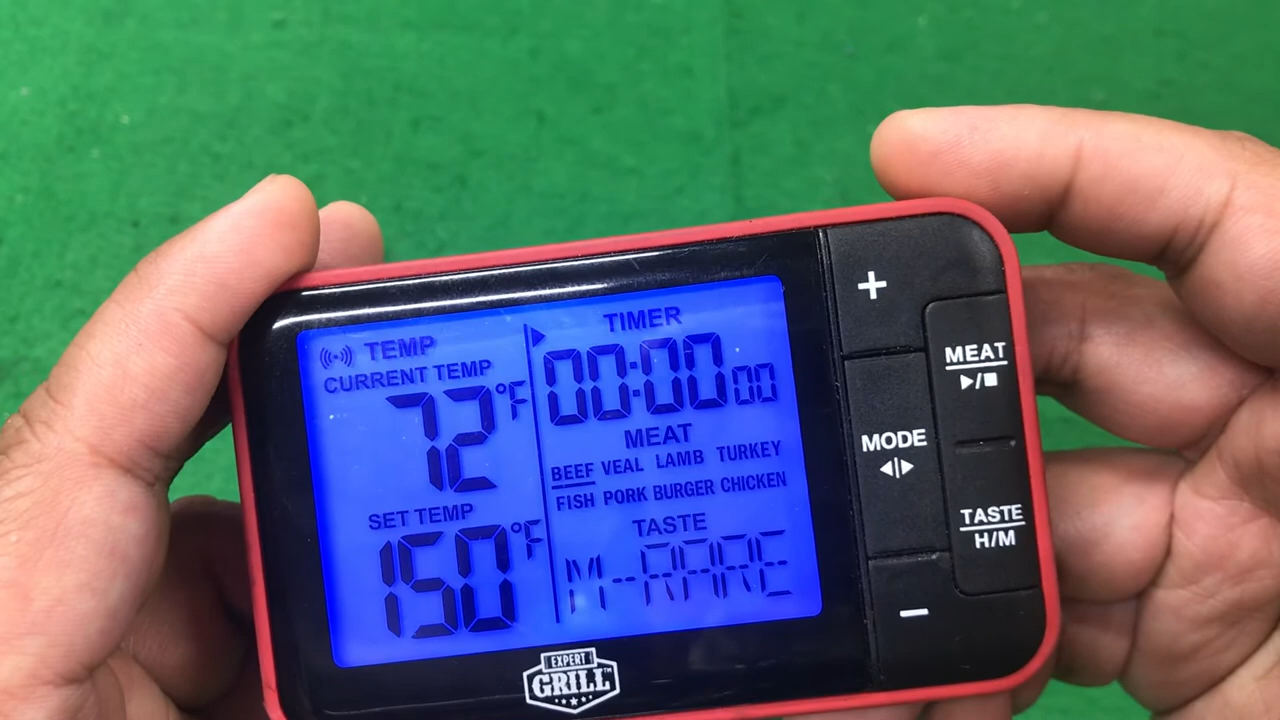 TEMP
CURRENT TEMP
72°F
SET TEMP
150°F
TIMER
00:00 00
MEAT
BEEF VEAL LAMB TURKEY
FISH PORK BURGER CHICKEN
TASTE
M-RARE
+
MODE
−
MEAT
▶/■
TASTE
H/M
EXPERT
GRILL™